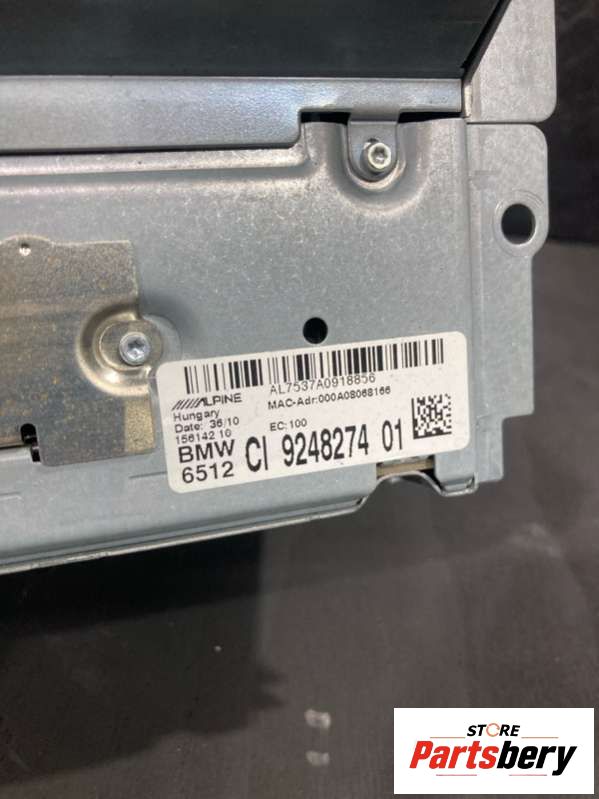 AL7537A0918856
ALPINE
MAC-Adr:000A08068166
Hungary
Date: 36/10
156142 10
EC:100
BMW
6512
CI 9248274 01
STORE
Partsbery